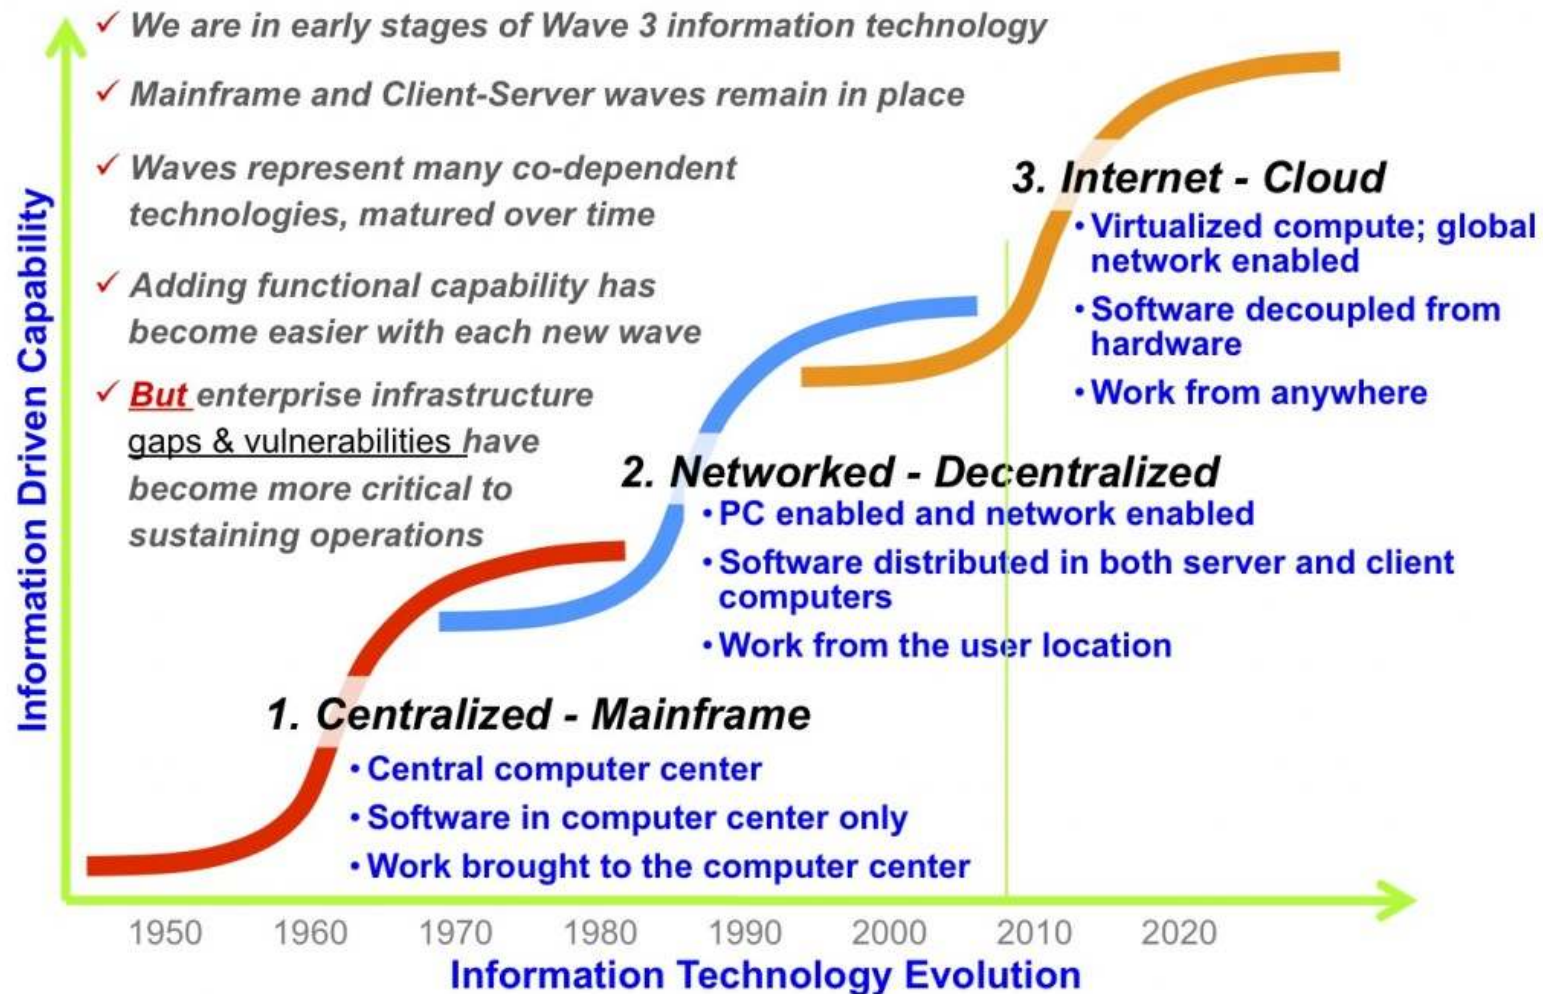 ✓ We are in early stages of Wave 3 information technology
✓ Mainframe and Client-Server waves remain in place
✓ Waves represent many co-dependent
technologies, matured over time
✓ Adding functional capability has
become easier with each new wave
✓ But enterprise infrastructure
gaps & vulnerabilities have
become more critical to
sustaining operations
3. Internet - Cloud
• Virtualized compute; global
network enabled
• Software decoupled from
hardware
• Work from anywhere
2. Networked - Decentralized
• PC enabled and network enabled
• Software distributed in both server and client
computers
• Work from the user location
1. Centralized - Mainframe
• Central computer center
• Software in computer center only
• Work brought to the computer center
Information Driven Capability
1950 1960 1970 1980 1990 2000 2010 2020
Information Technology Evolution